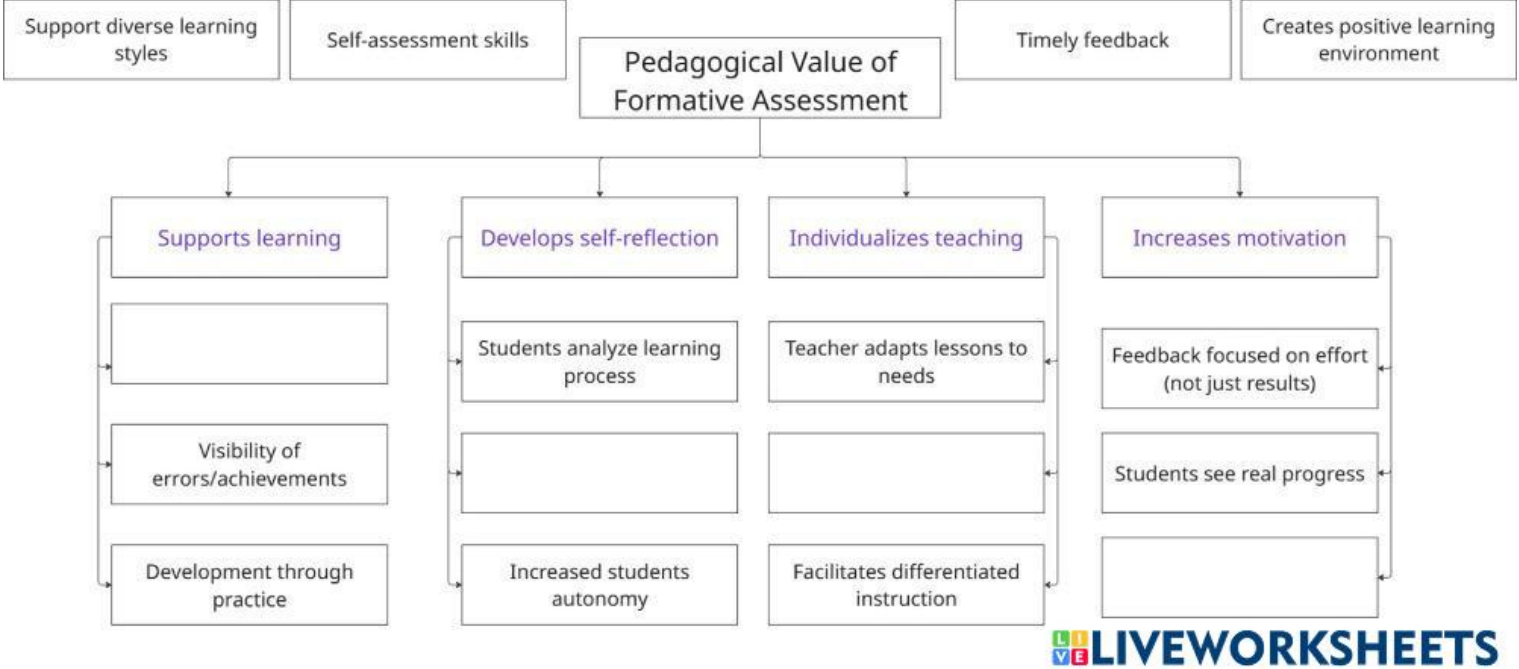 Support diverse learning
styles
Self-assessment skills
Pedagogical Value of
Formative Assessment
Timely feedback
Creates positive learning
environment
Supports learning
Develops self-reflection
Individualizes teaching
Increases motivation
Students analyze learning
process
Teacher adapts lessons to
needs
Feedback focused on effort
(not just results)
Visibility of
errors/achievements
Students see real progress
Development through
practice
Increased students
autonomy
Facilitates differentiated
instruction
LIVE LIVEWORKSHEETS